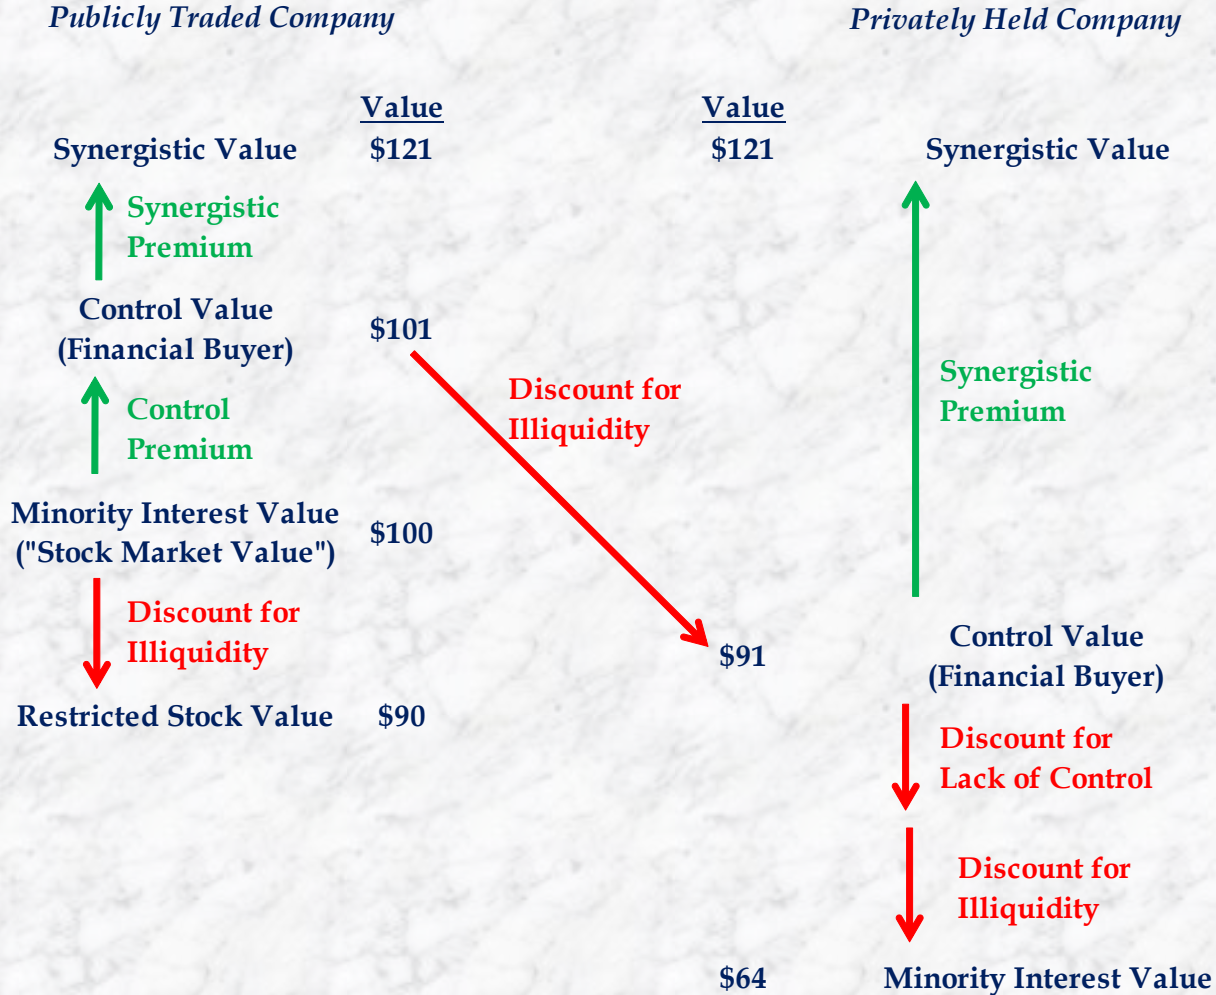 Publicly Traded Company
Privately Held Company
Value
Value
Synergistic Value $121
$121 Synergistic Value
Synergistic
Premium
Control Value
(Financial Buyer)
$101
Discount for
Illiquidity
Synergistic
Premium
Control
Premium
Minority Interest Value
("Stock Market Value")
$100
Discount for
Illiquidity
$91
Control Value
(Financial Buyer)
Restricted Stock Value $90
Discount for
Lack of Control
Discount for
Illiquidity
$64 Minority Interest Value